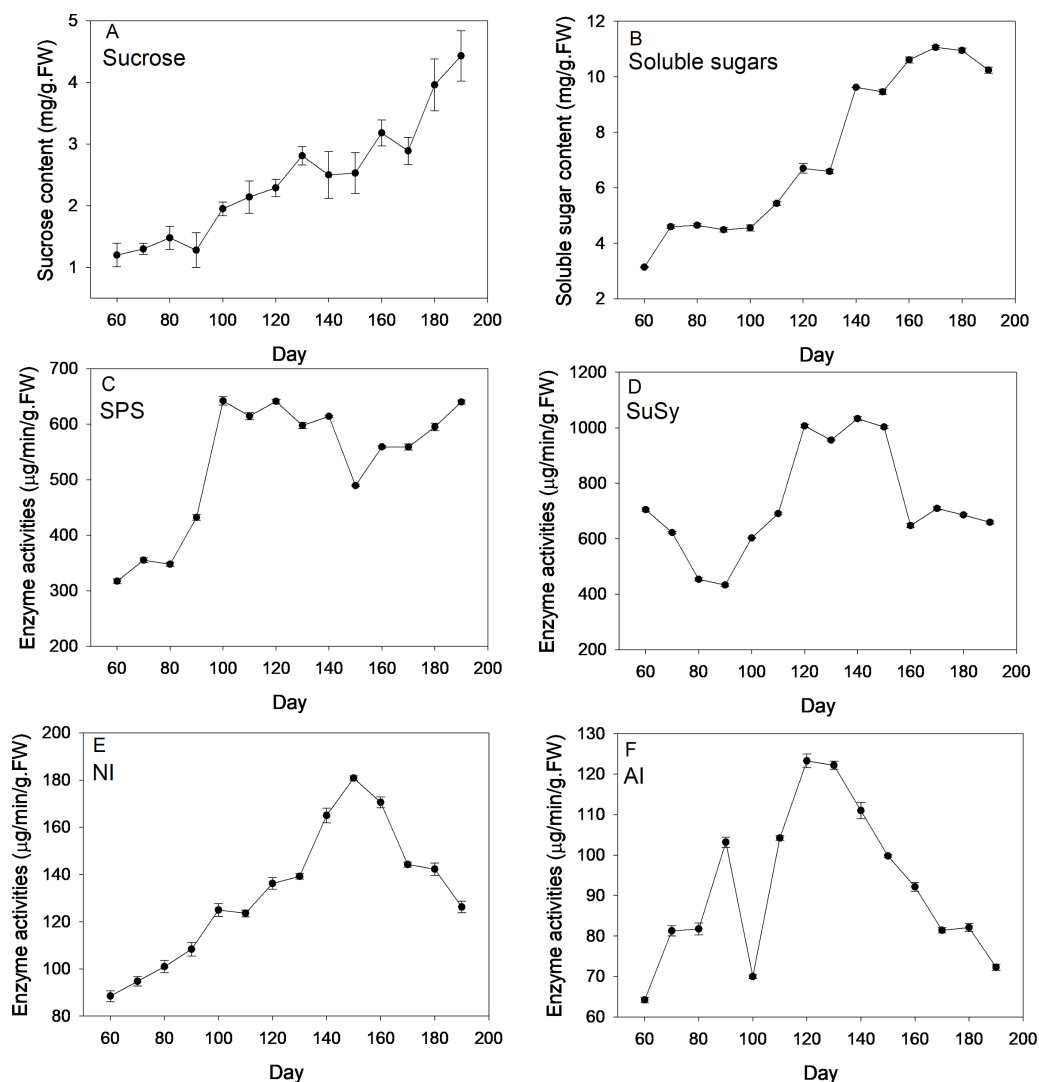 A
Sucrose
Sucrose content (mg/g.FW)
5
4
3
2
1
60 80 100 120 140 160 180 200
Day
B
Soluble sugars
Soluble sugar content (mg/g.FW)
12
10
8
6
4
2
60 80 100 120 140 160 180 200
Day
C
SPS
Enzyme activities (μg/min/g.FW)
700
600
500
400
300
200
60 80 100 120 140 160 180 200
Day
D
SuSy
Enzyme activities (μg/min/g.FW)
1200
1000
800
600
400
200
60 80 100 120 140 160 180 200
Day
E
NI
Enzyme activities (μg/min/g.FW)
200
180
160
140
120
100
80
60 80 100 120 140 160 180 200
Day
F
AI
Enzyme activities (μg/min/g.FW)
130
120
110
100
90
80
70
60
60 80 100 120 140 160 180 200
Day